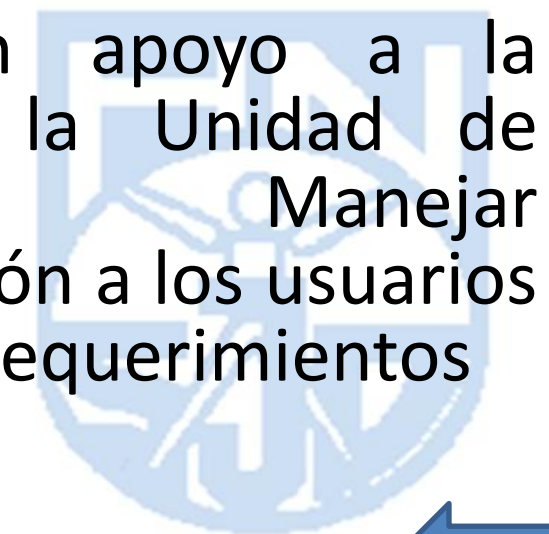 n apoyo a la
la Unidad de
Manejar
ón a los usuarios
equerimientos